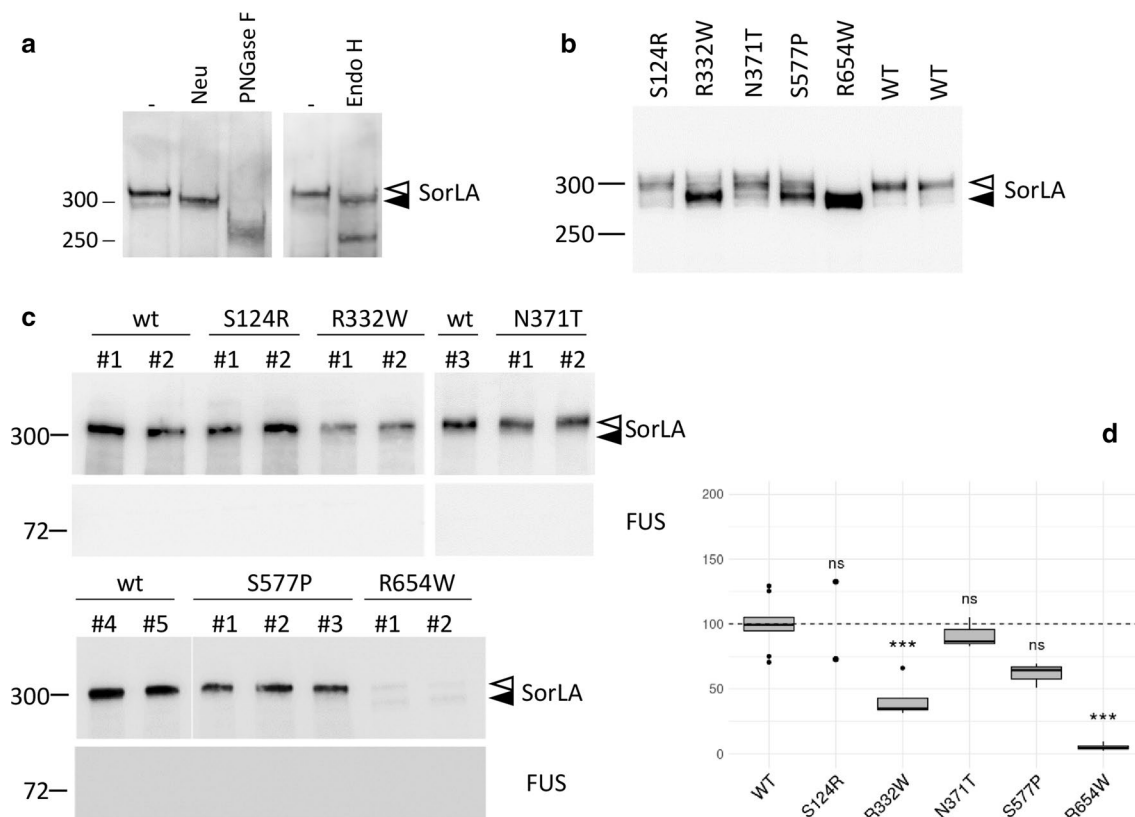 a
-
Neu
PNGase F
-
Endo H
300
250
SorLA
b
S124R
R332W
N371T
S577P
R654W
WT
WT
300
250
SorLA
c
wt S124R R332W wt N371T
#1 #2 #1 #2 #1 #2 #3 #1 #2
300
SorLA
72
FUS
wt S577P R654W
#4 #5 #1 #2 #3 #1 #2
300
SorLA
72
FUS
d
200
150
100
50
0
ns
***
ns
ns
***
WT
S124R
R332W
N371T
S577P
R654W